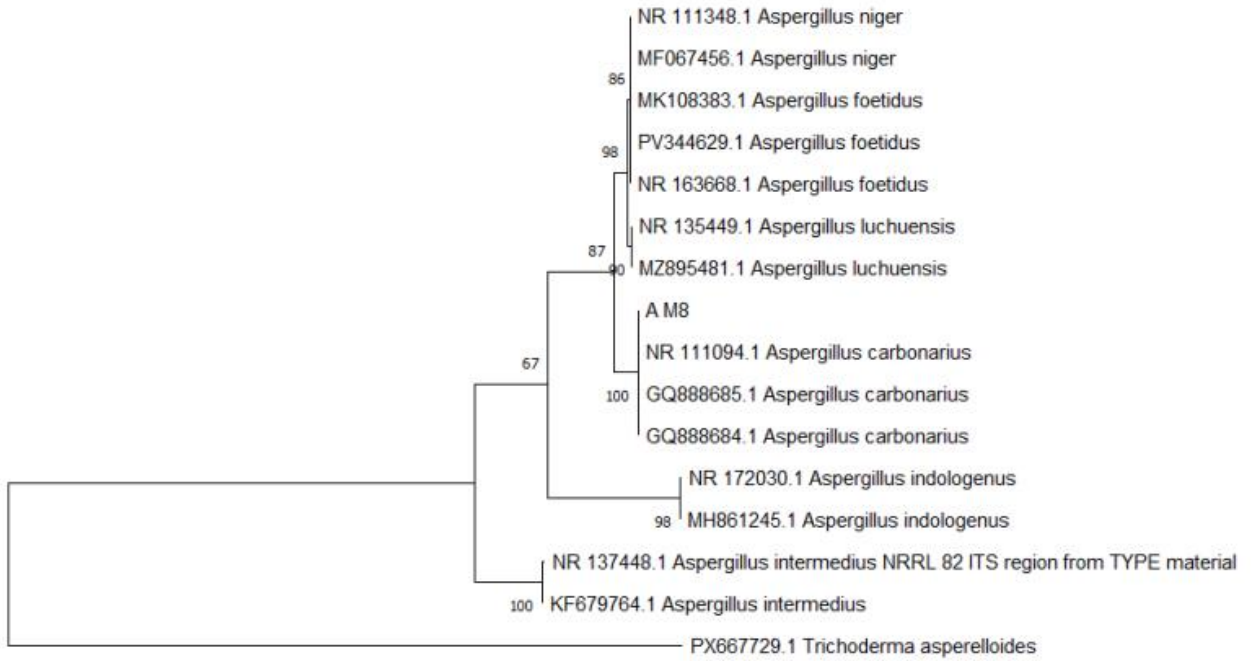 NR 111348.1 Aspergillus niger
MF067456.1 Aspergillus niger
86
MK108383.1 Aspergillus foetidus
PV344629.1 Aspergillus foetidus
98
NR 163668.1 Aspergillus foetidus
NR 135449.1 Aspergillus luchuensis
87
90
MZ895481.1 Aspergillus luchuensis
A M8
NR 111094.1 Aspergillus carbonarius
67
100
GQ888685.1 Aspergillus carbonarius
GQ888684.1 Aspergillus carbonarius
NR 172030.1 Aspergillus indologenus
98
MH861245.1 Aspergillus indologenus
NR 137448.1 Aspergillus intermedius NRRL 82 ITS region from TYPE material
100
KF679764.1 Aspergillus intermedius
PX667729.1 Trichoderma asperelloides